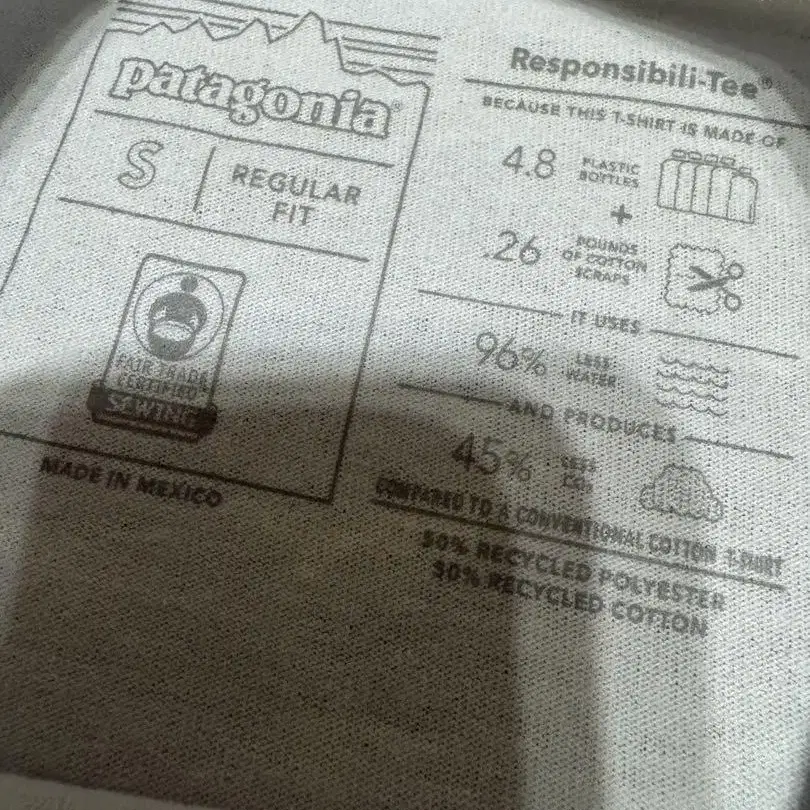 patagonia®
S
REGULAR
FIT
FAIR TRADE
CERTIFIED
SEWING
MADE IN MEXICO
Responsibili-Tee®
BECAUSE THIS T-SHIRT IS MADE OF
4.8 PLASTIC
BOTTLES
+
.26 POUNDS
OF COTTON
SCRAPS
IT USES
96% LESS
WATER
AND PRODUCES
45% LESS
CO₂
COMPARED TO A CONVENTIONAL COTTON T-SHIRT
50% RECYCLED POLYESTER
50% RECYCLED COTTON